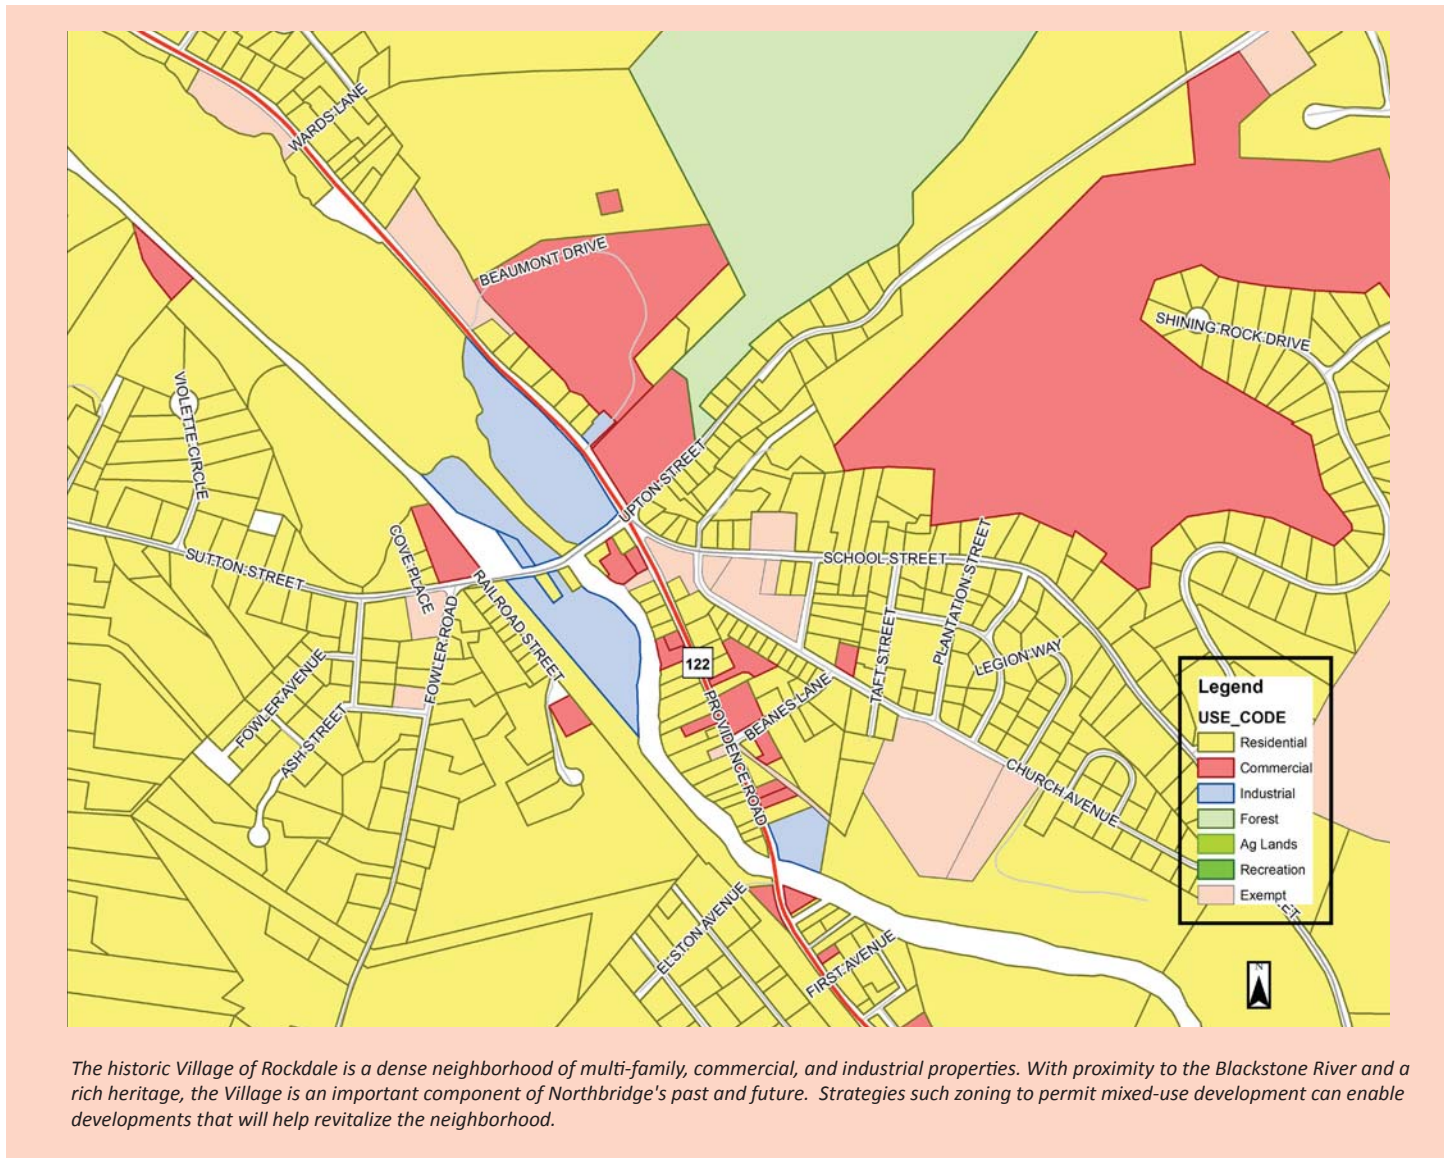 WARDS LANE
BEAUMONT DRIVE
SHINING ROCK DRIVE
VIOLETTE CIRCLE
UPTON STREET
SUTTON STREET
COVE PLACE
RAILROAD STREET
FOWLER ROAD
SCHOOL STREET
PLANTATION STREET
TAFT STREET
LEGION WAY
122
FOWLER AVENUE
ASH STREET
PROVIDENCE ROAD
BEANES LANE
CHURCH AVENUE
ELSTON AVENUE
FIRST AVENUE
Legend
USE_CODE
Residential
Commercial
Industrial
Forest
Ag Lands
Recreation
Exempt
N
The historic Village of Rockdale is a dense neighborhood of multi-family, commercial, and industrial properties. With proximity to the Blackstone River and a
rich heritage, the Village is an important component of Northbridge's past and future.  Strategies such zoning to permit mixed-use development can enable
developments that will help revitalize the neighborhood.